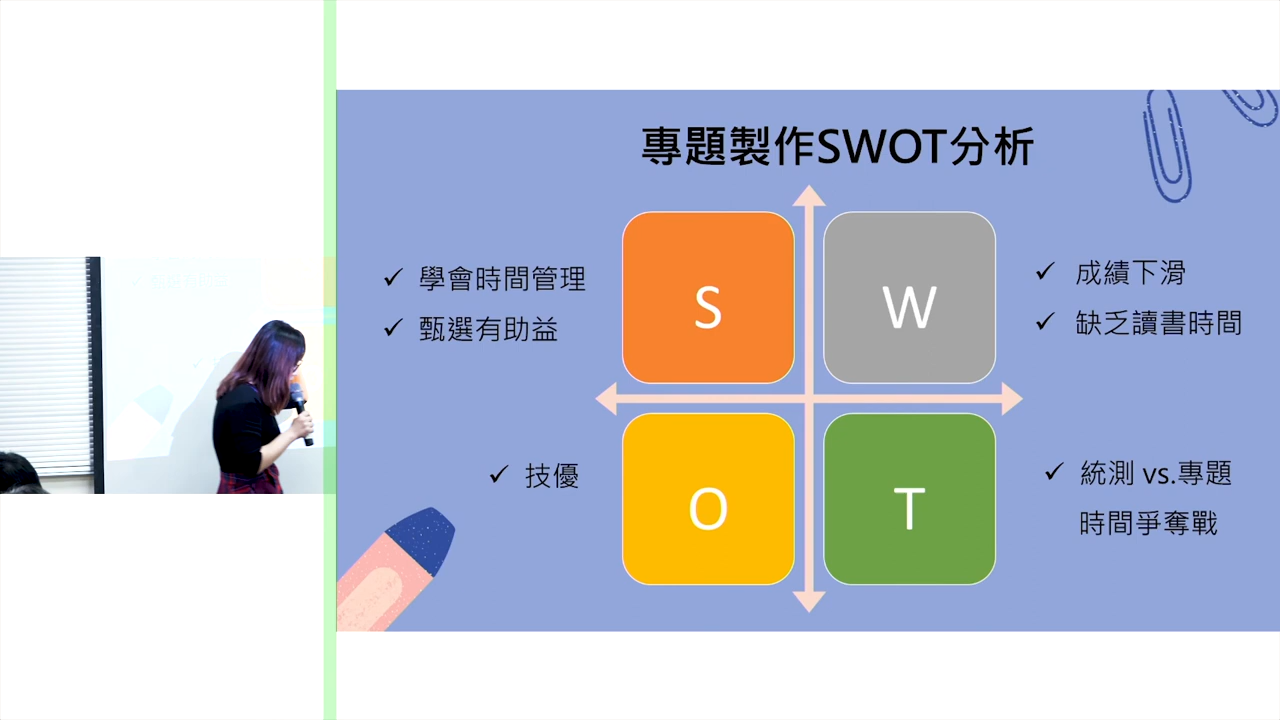 專題製作SWOT分析
✓ 學會時間管理
✓ 甄選有助益
S
W
✓ 成績下滑
✓ 缺乏讀書時間
✓ 技優
O
T
✓ 統測 vs.專題
時間爭奪戰